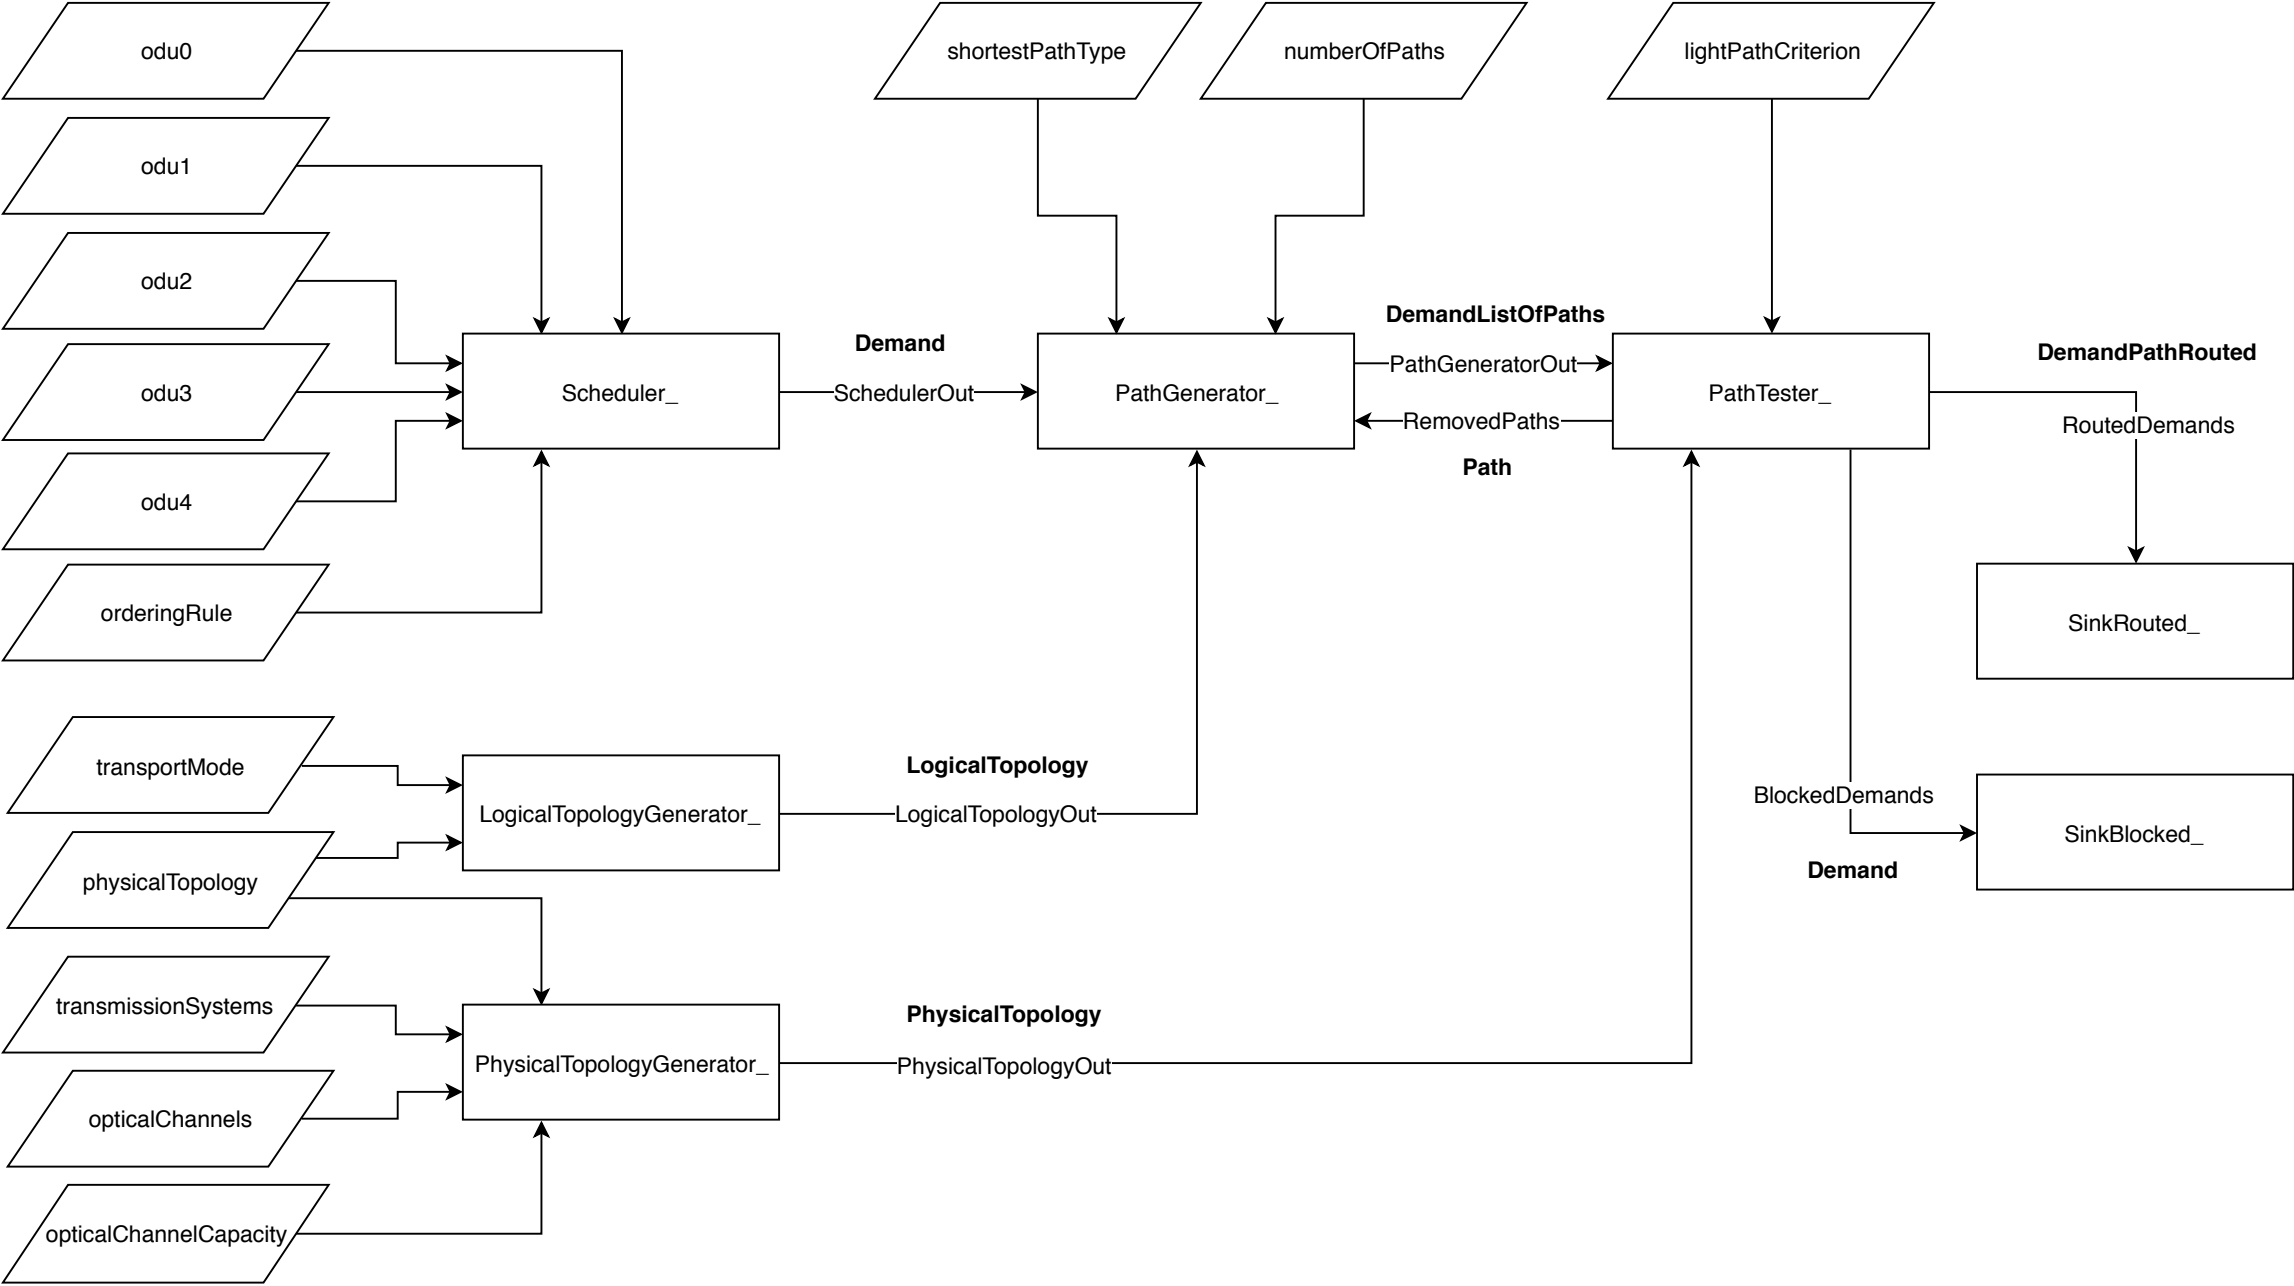 odu0
shortestPathType
numberOfPaths
lightPathCriterion
odu1
odu2
odu3
odu4
orderingRule
Scheduler_
Demand
SchedulerOut
PathGenerator_
DemandListOfPaths
PathGeneratorOut
RemovedPaths
Path
PathTester_
DemandPathRouted
RoutedDemands
SinkRouted_
transportMode
physicalTopology
LogicalTopologyGenerator_
LogicalTopology
LogicalTopologyOut
BlockedDemands
Demand
SinkBlocked_
transmissionSystems
opticalChannels
opticalChannelCapacity
PhysicalTopologyGenerator_
PhysicalTopology
PhysicalTopologyOut